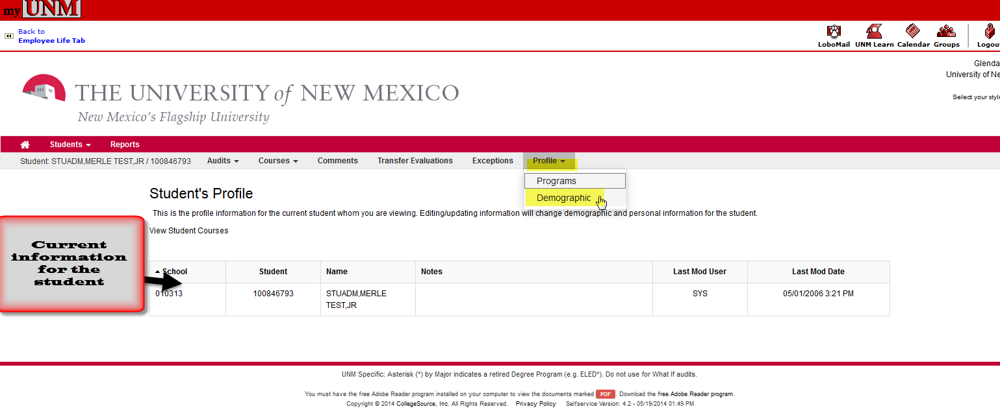 my UNM
Back to
Employee Life Tab
LoboMail UNM Learn Calendar Groups Logou
Glenda
University of Ne
Select your style
THE UNIVERSITY of NEW MEXICO
New Mexico's Flagship University
Students Reports
Student: STUADM,MERLE TEST,JR / 100846793 Audits Courses Comments Transfer Evaluations Exceptions Profile
Programs
Demographic
Student's Profile
This is the profile information for the current student whom you are viewing. Editing/updating information will change demographic and personal information for the student.
View Student Courses
Current
information
for the
student
School Student Name Notes Last Mod User Last Mod Date
010313 100846793 STUADM,MERLE SYS 05/01/2006 3:21 PM
TEST,JR
UNM Specific: Asterisk (*) by Major indicates a retired Degree Program (e.g. ELED*). Do not use for What If audits.
You must have the free Adobe Reader program installed on your computer to view the documents marked PDF. Download the free Adobe Reader program.
Copyright © 2014 CollegeSource, Inc. All Rights Reserved. Privacy Policy Selfservice Version: 4.2 - 05/19/2014 01:49 PM